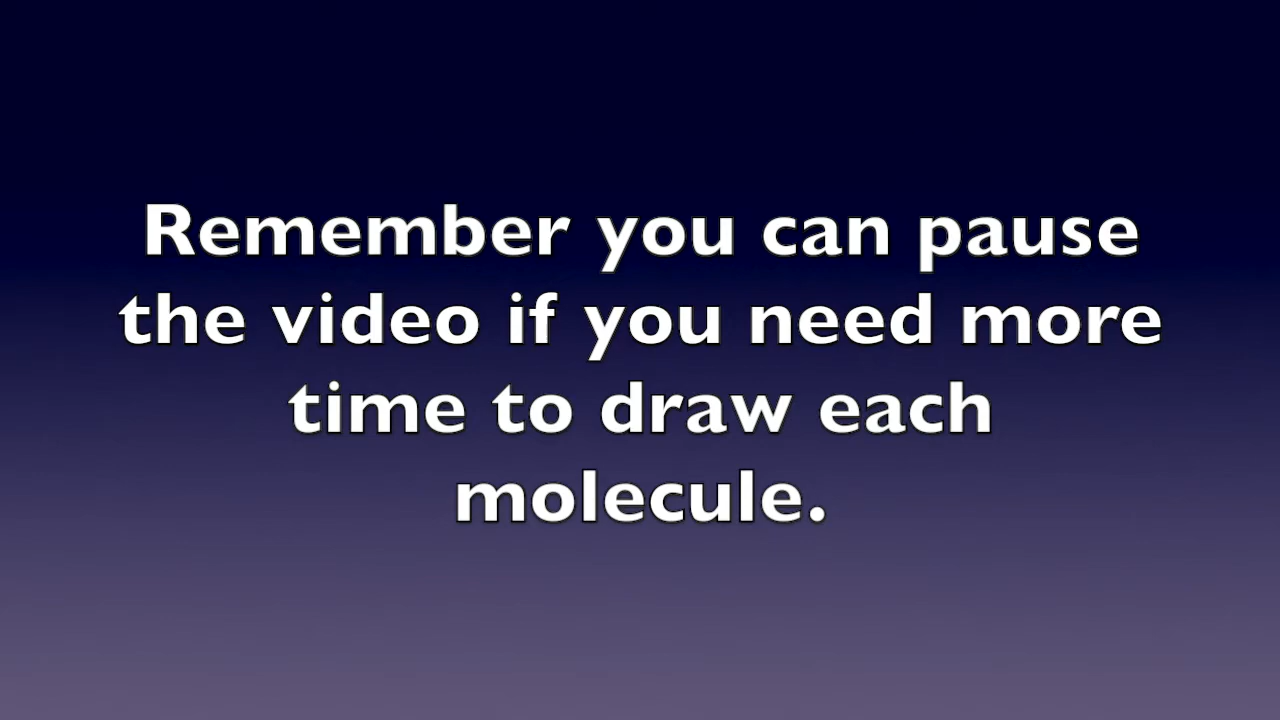 Remember you can pause
the video if you need more
time to draw each
molecule.